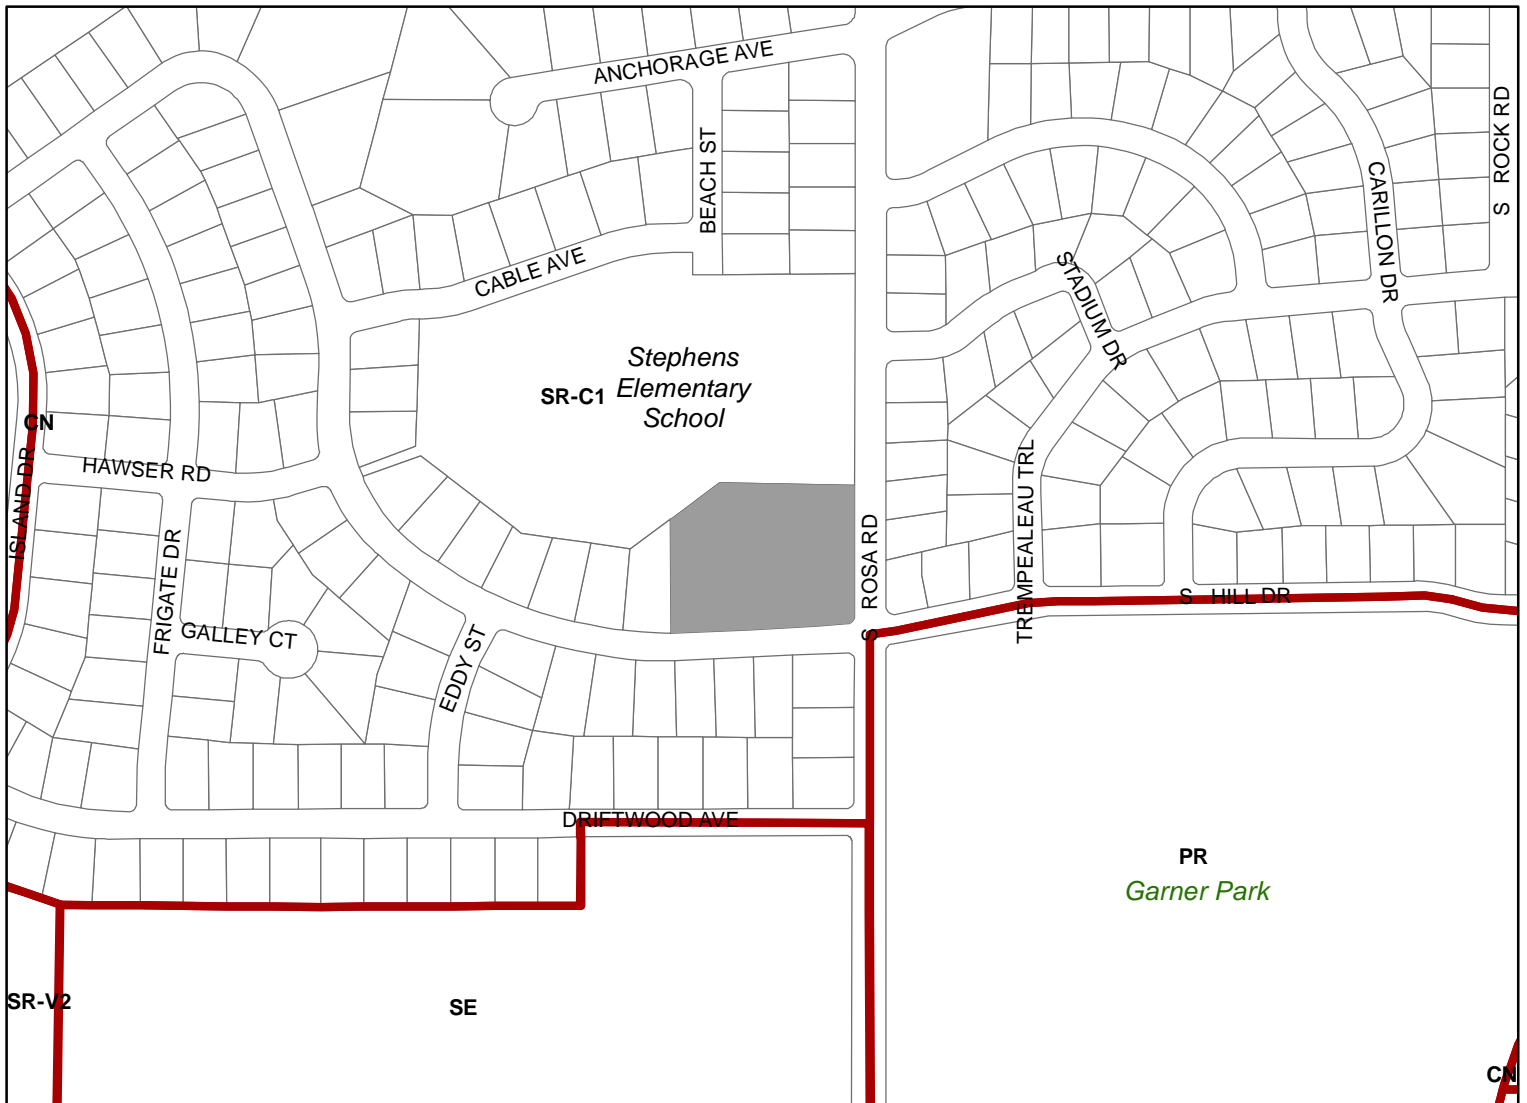 ANCHORAGE AVE
BEACH ST
S ROCK RD
CARILLON DR
CABLE AVE
STADIUM DR
Stephens
Elementary
School
SR-C1
CN
HAWSER RD
ISLAND DR
TREMPEALEAU TRL
FRIGATE DR
S ROSA RD
S HILL DR
GALLEY CT
EDDY ST
DRIFTWOOD AVE
PR
Garner Park
SR-V2
SE
CN